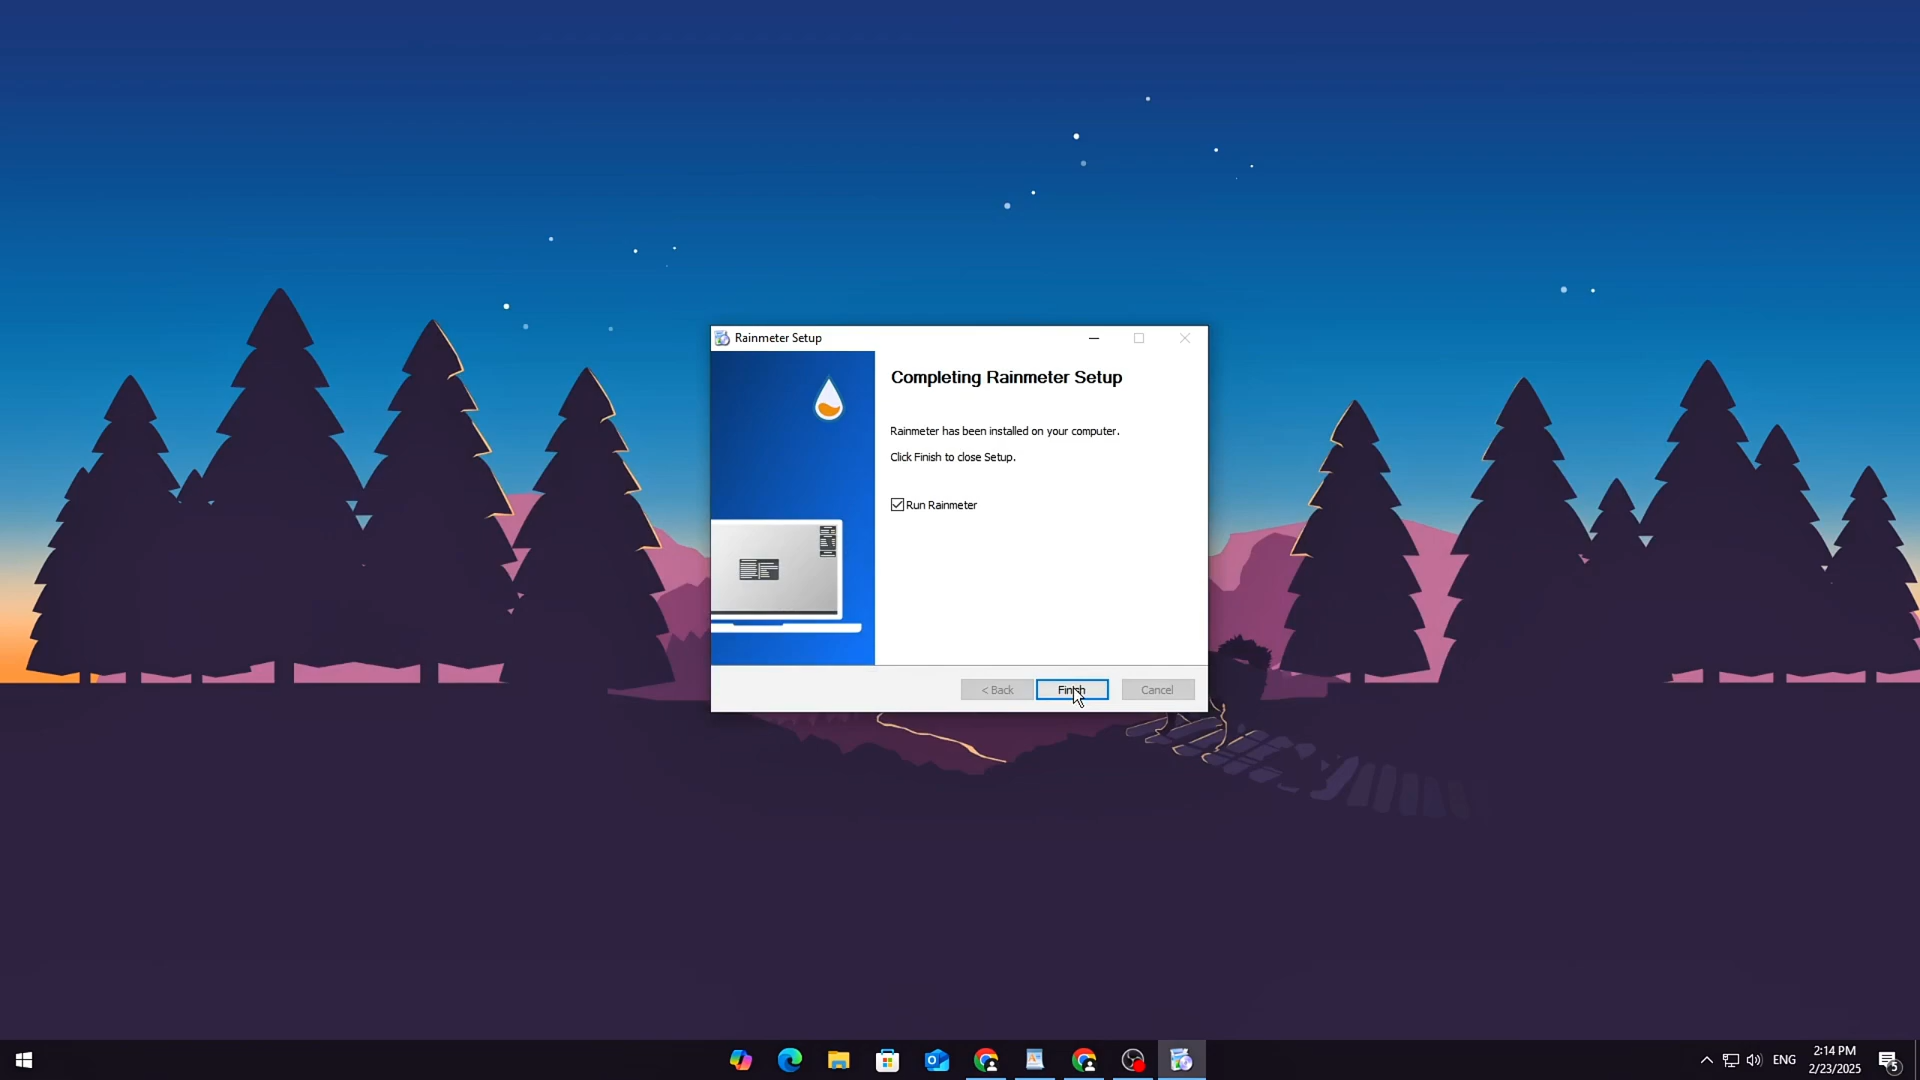 Rainmeter Setup
Completing Rainmeter Setup
Rainmeter has been installed on your computer.
Click Finish to close Setup.
Run Rainmeter
< Back
Finish
Cancel
ENG
2:14 PM
2/23/2025
5